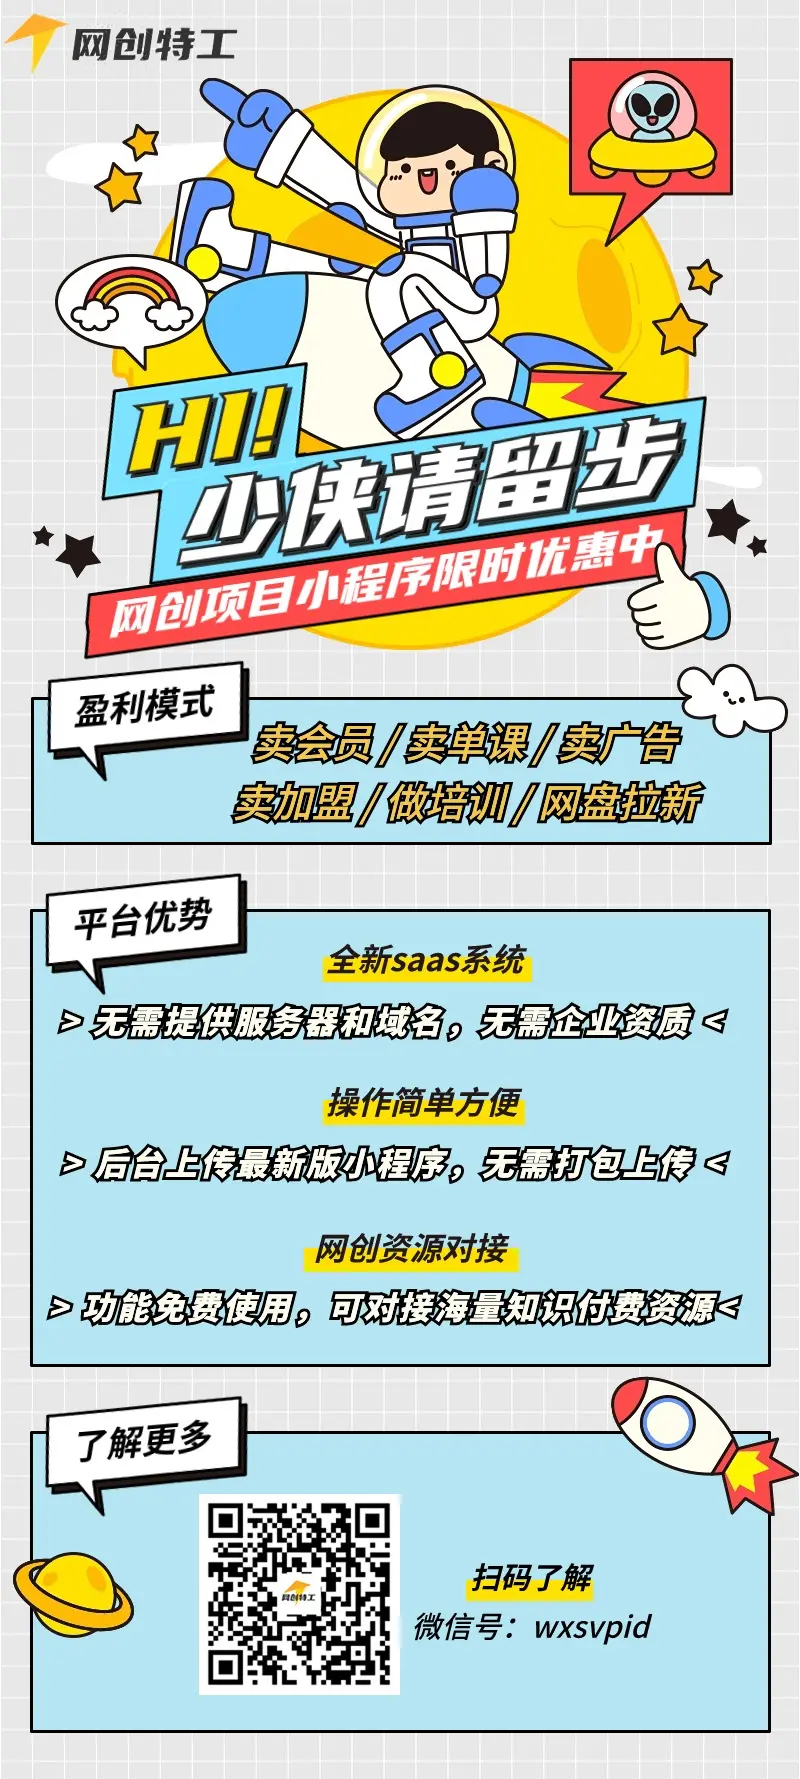 网创特工
HI!
少侠请留步
网创项目小程序限时优惠中
盈利模式
卖会员 / 卖单课 / 卖广告
卖加盟 / 做培训 / 网盘拉新
平台优势
全新saas系统
> 无需提供服务器和域名，无需企业资质 <
操作简单方便
> 后台上传最新版小程序，无需打包上传 <
网创资源对接
> 功能免费使用，可对接海量知识付费资源<
了解更多
网创特工
扫码了解
微信号：wxsvpid